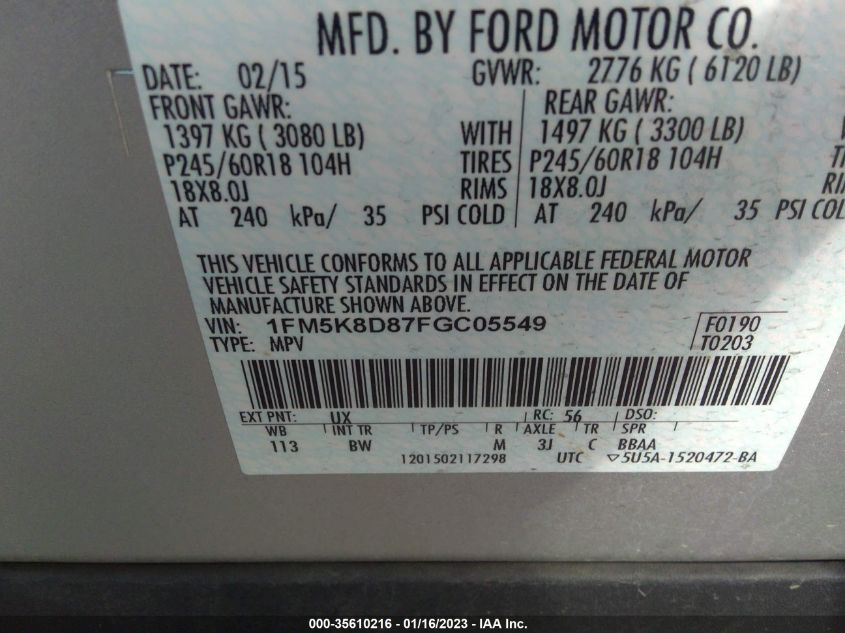 MFD. BY FORD MOTOR CO.
DATE: 02/15 GVWR: 2776 KG ( 6120 LB)
FRONT GAWR: REAR GAWR:
1397 KG ( 3080 LB) WITH 1497 KG ( 3300 LB)
P245/60R18 104H TIRES P245/60R18 104H
18X8.0J RIMS 18X8.0J
AT 240 kPa/ 35 PSI COLD AT 240 kPa/ 35 PSI COLD
THIS VEHICLE CONFORMS TO ALL APPLICABLE FEDERAL MOTOR
VEHICLE SAFETY STANDARDS IN EFFECT ON THE DATE OF
MANUFACTURE SHOWN ABOVE.
VIN: 1FM5K8D87FGC05549 F0190
TYPE: MPV T0203
EXT PNT: UX RC: 56 DSO:
WB INT TR TP/PS R AXLE TR SPR
113 BW M 3J C BBAA
1201502117298 UTC ▽5U5A-1520472-BA
000-35610216 - 01/16/2023 - IAA Inc.